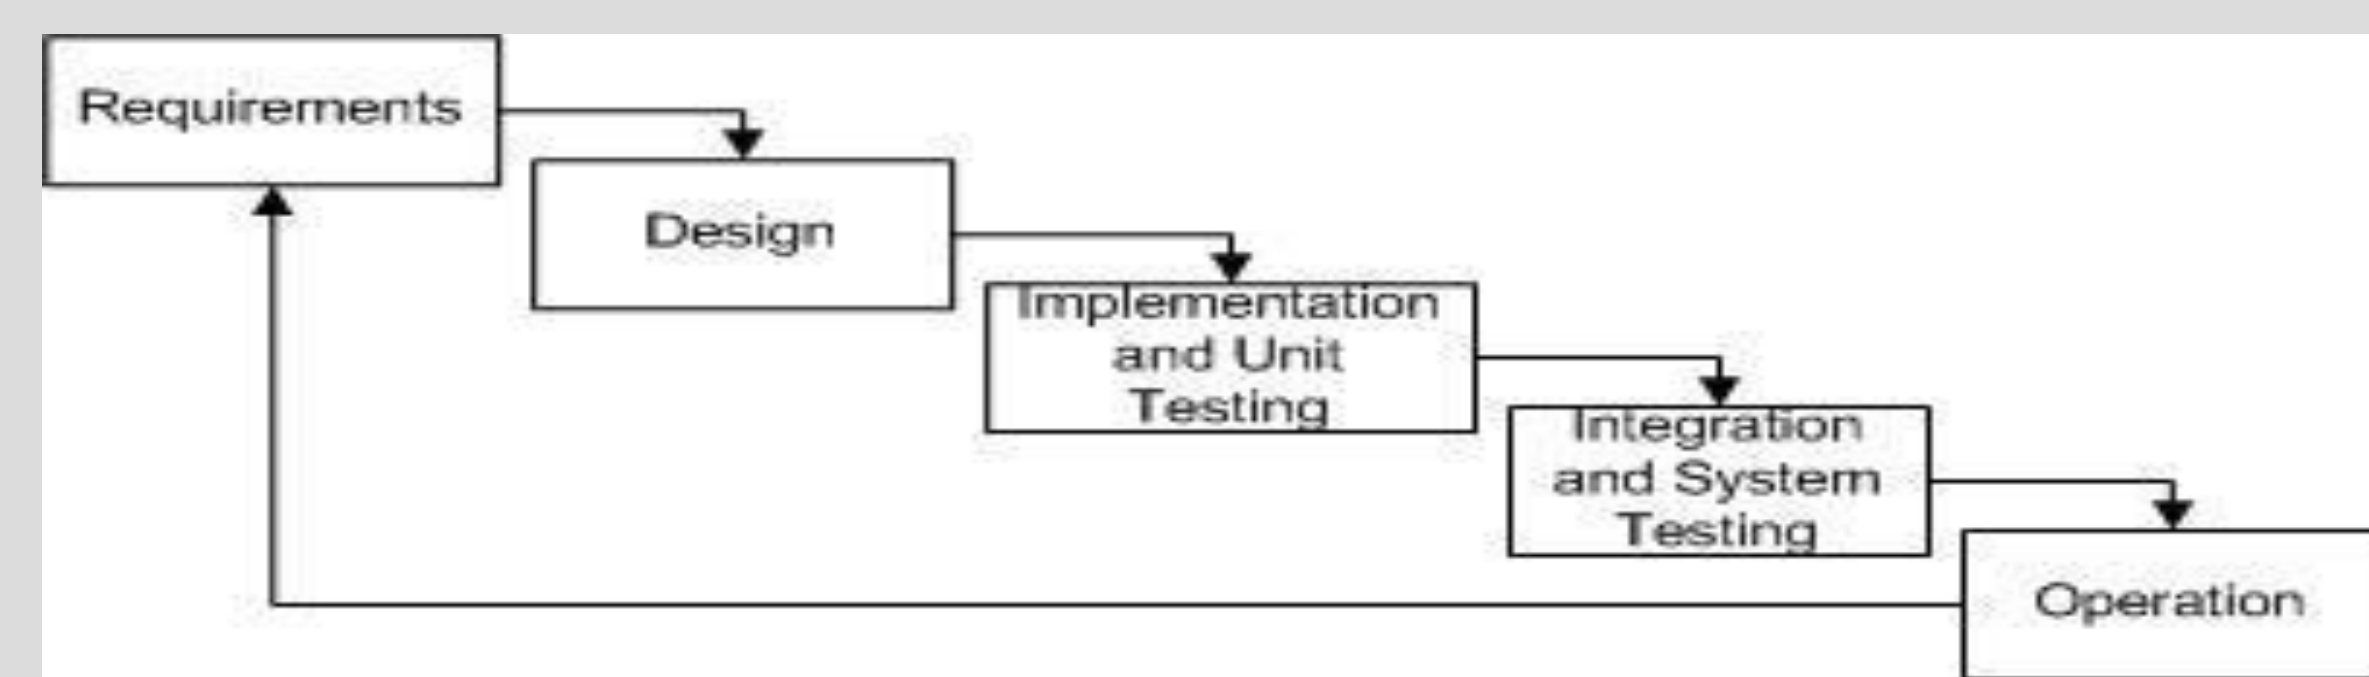 Requirements
Design
Implementation
and Unit
Testing
Integration
and System
Testing
Operation